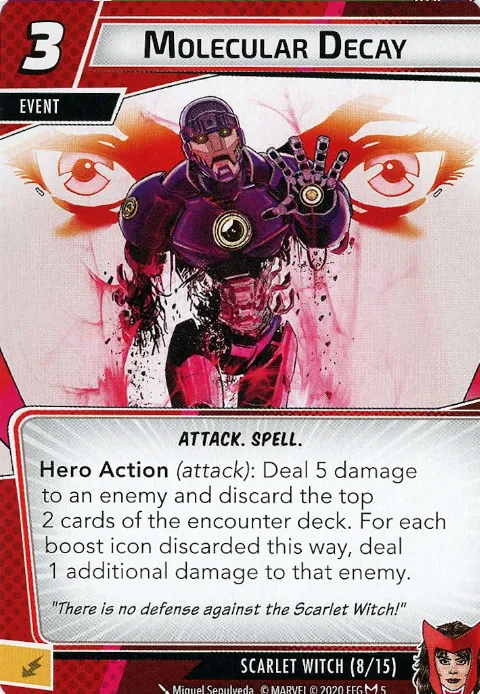 3
MOLECULAR DECAY
EVENT
ATTACK. SPELL.
Hero Action (attack): Deal 5 damage
to an enemy and discard the top
2 cards of the encounter deck. For each
boost icon discarded this way, deal
1 additional damage to that enemy.
"There is no defense against the Scarlet Witch!"
SCARLET WITCH (8/15)
Miguel Sepulveda. © MARVEL © 2020 FFG M 5